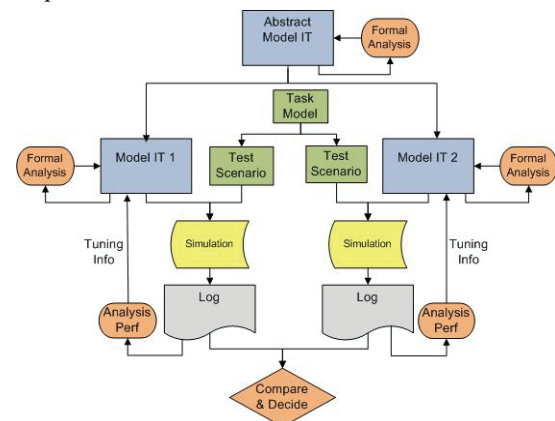 Abstract
Model IT
Formal
Analysis
Task
Model
Formal
Analysis
Model IT 1
Test
Scenario
Test
Scenario
Model IT 2
Formal
Analysis
Tuning
Info
Simulation
Simulation
Tuning
Info
Analysis
Perf
Log
Log
Analysis
Perf
Compare
& Decide